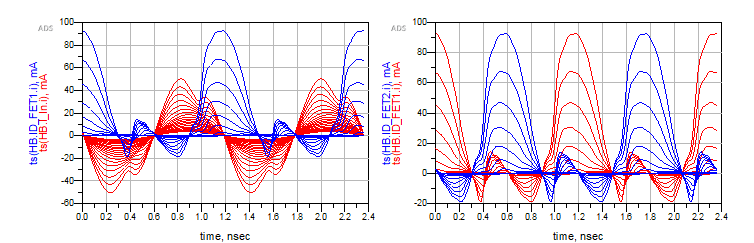 ADS
ts(HB.ID_FET1.i), mA
ts(HB.I_in.i), mA
100
80
60
40
20
0
-20
-40
-60
0.0 0.2 0.4 0.6 0.8 1.0 1.2 1.4 1.6 1.8 2.0 2.2 2.4
time, nsec
ADS
ts(HB.ID_FET2.i), mA
ts(HB.ID_FET1.i), mA
100
80
60
40
20
0
-20
0.0 0.2 0.4 0.6 0.8 1.0 1.2 1.4 1.6 1.8 2.0 2.2 2.4
time, nsec